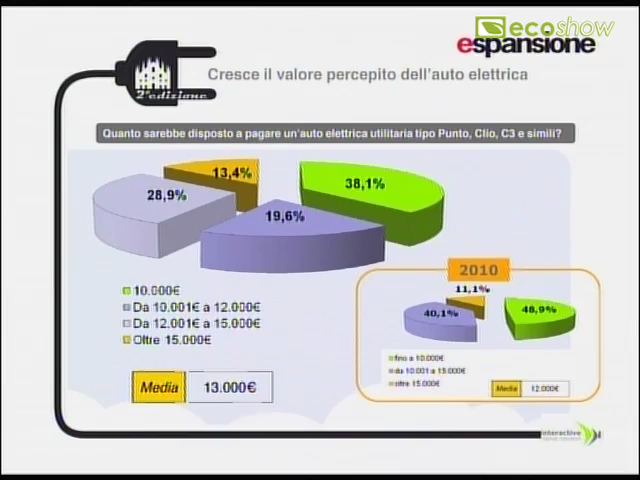 ecoshow
espansione
Cresce il valore percepito dell'auto elettrica
2ª edizione
Quanto sarebbe disposto a pagare un'auto elettrica utilitaria tipo Punto, Clio, C3 e simili?
13,4%
38,1%
28,9%
19,6%
10.000€
Da 10.001€ a 12.000€
Da 12.001€ a 15.000€
Oltre 15.000€
Media 13.000€
2010
11,1%
40,1%
48,9%
fino a 10.000€
da 10.001 a 15.000€
oltre 15.000€
Media 12.000€
interactive